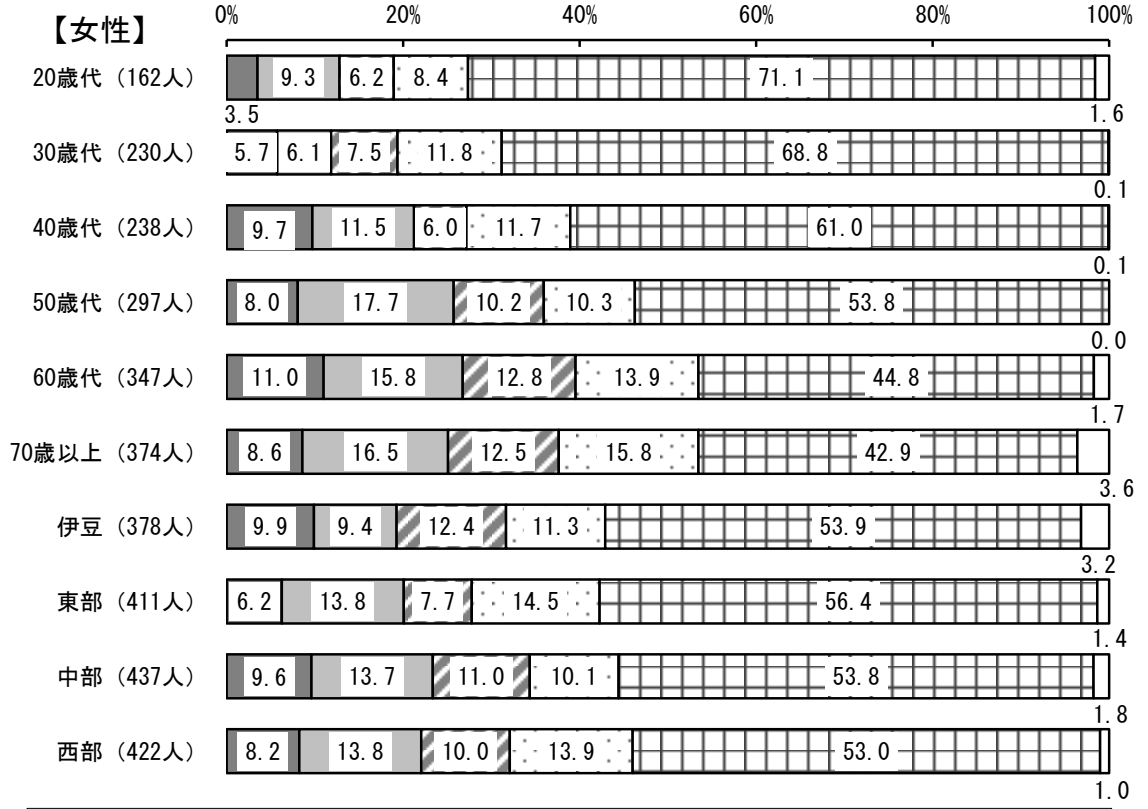 【女性】
0% 20% 40% 60% 80% 100%
20歳代 (162人) 9.3 6.2 8.4 71.1
3.5 1.6
30歳代 (230人) 5.7 6.1 7.5 11.8 68.8
0.1
40歳代 (238人) 9.7 11.5 6.0 11.7 61.0
0.1
50歳代 (297人) 8.0 17.7 10.2 10.3 53.8
0.0
60歳代 (347人) 11.0 15.8 12.8 13.9 44.8
1.7
70歳以上 (374人) 8.6 16.5 12.5 15.8 42.9
3.6
伊豆 (378人) 9.9 9.4 12.4 11.3 53.9
3.2
東部 (411人) 6.2 13.8 7.7 14.5 56.4
1.4
中部 (437人) 9.6 13.7 11.0 10.1 53.8
1.8
西部 (422人) 8.2 13.8 10.0 13.9 53.0
1.0